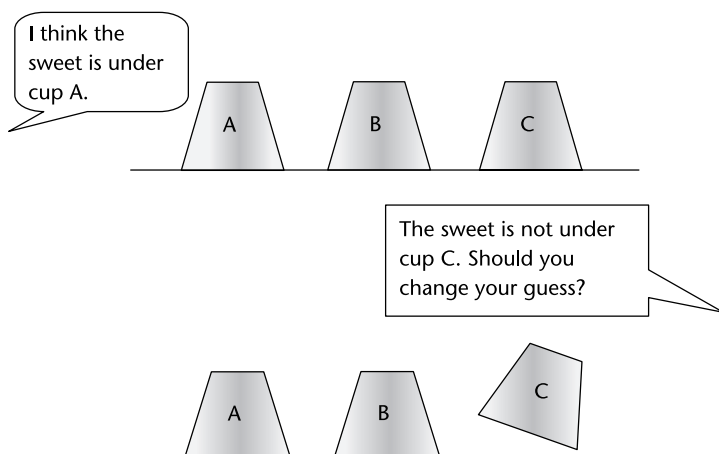 I think the
sweet is under
cup A.
A
B
C
The sweet is not under
cup C. Should you
change your guess?
A
B
C